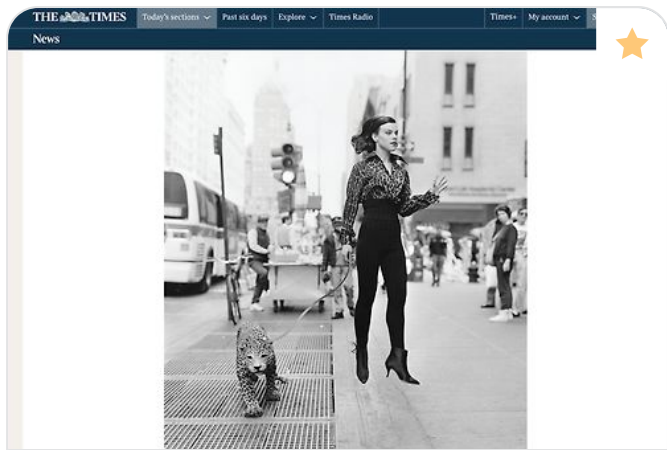 THE TIMES
Today's sections
Past six days
Explore
Times Radio
Times+
My account
S
News